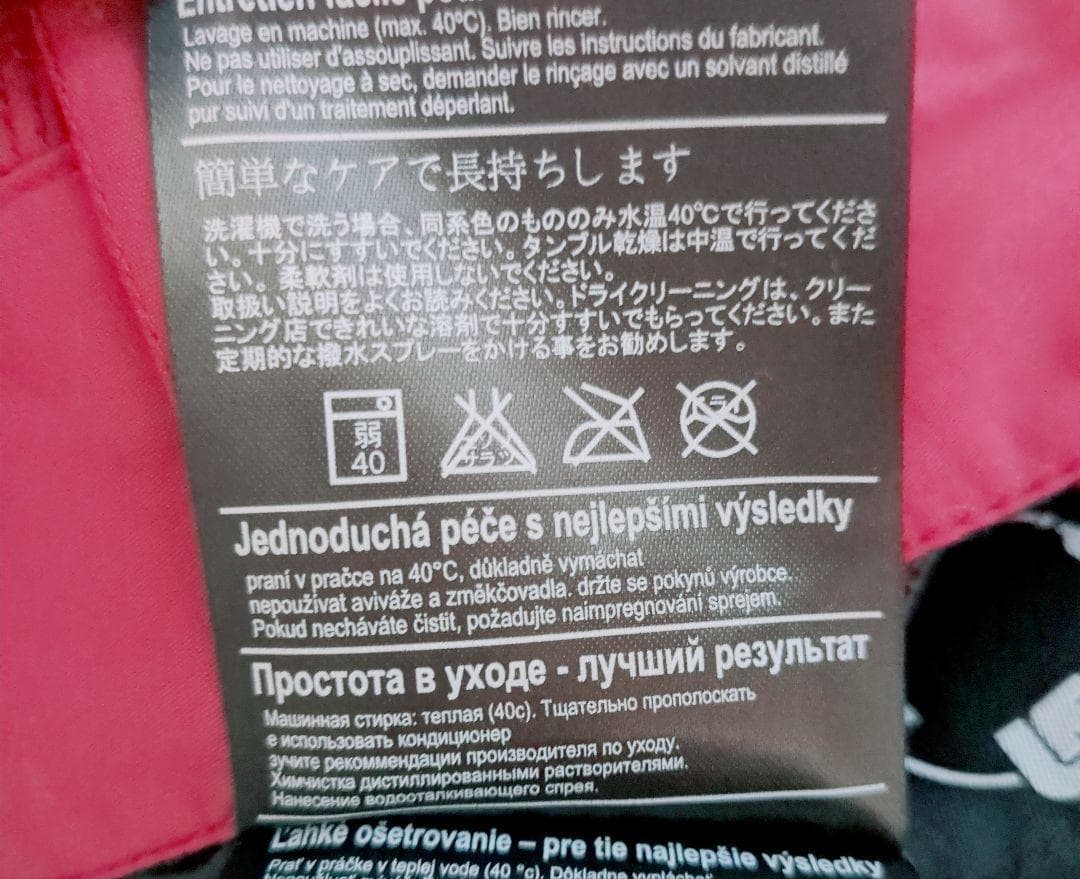 Entretien facile
Lavage en machine (max. 40°C). Bien rincer.
Ne pas utiliser d'assouplissant. Suivre les instructions du fabricant.
Pour le nettoyage à sec, demander le rinçage avec un solvant distillé
pur suivi d'un traitement déperlant.
簡単なケアで長持ちします
洗濯機で洗う場合、同系色のもののみ水温40℃で行ってくださ
い。十分にすすいでください。タンブル乾燥は中温で行ってくだ
さい。柔軟剤は使用しないでください。
取扱い説明をよくお読みください。ドライクリーニングは、クリー
ニング店できれいな溶剤で十分すすいでもらってください。また
定期的な撥水スプレーをかける事をお勧めします。
弱
40
サラシ
ドライ
Jednoduchá péče s nejlepšími výsledky
praní v pračce na 40°C, důkladně vymáchat
nepoužívat aviváže a změkčovadla. držte se pokynů výrobce.
Pokud necháváte čistit, požadujte naimpregnování sprejem.
Простота в уходе - лучший результат
Машинная стирка: теплая (40с). Тщательно прополоскать
е использовать кондиционер
зучите рекоммендации производителя по уходу.
Химчистка дистиллированными растворителями.
Нанесение водооталкивающего спрея.
Ľahké ošetrovanie – pre tie najlepšie výsledky
Prať v práčke v teplej vode (40 °c). Dôkladne vypláchať